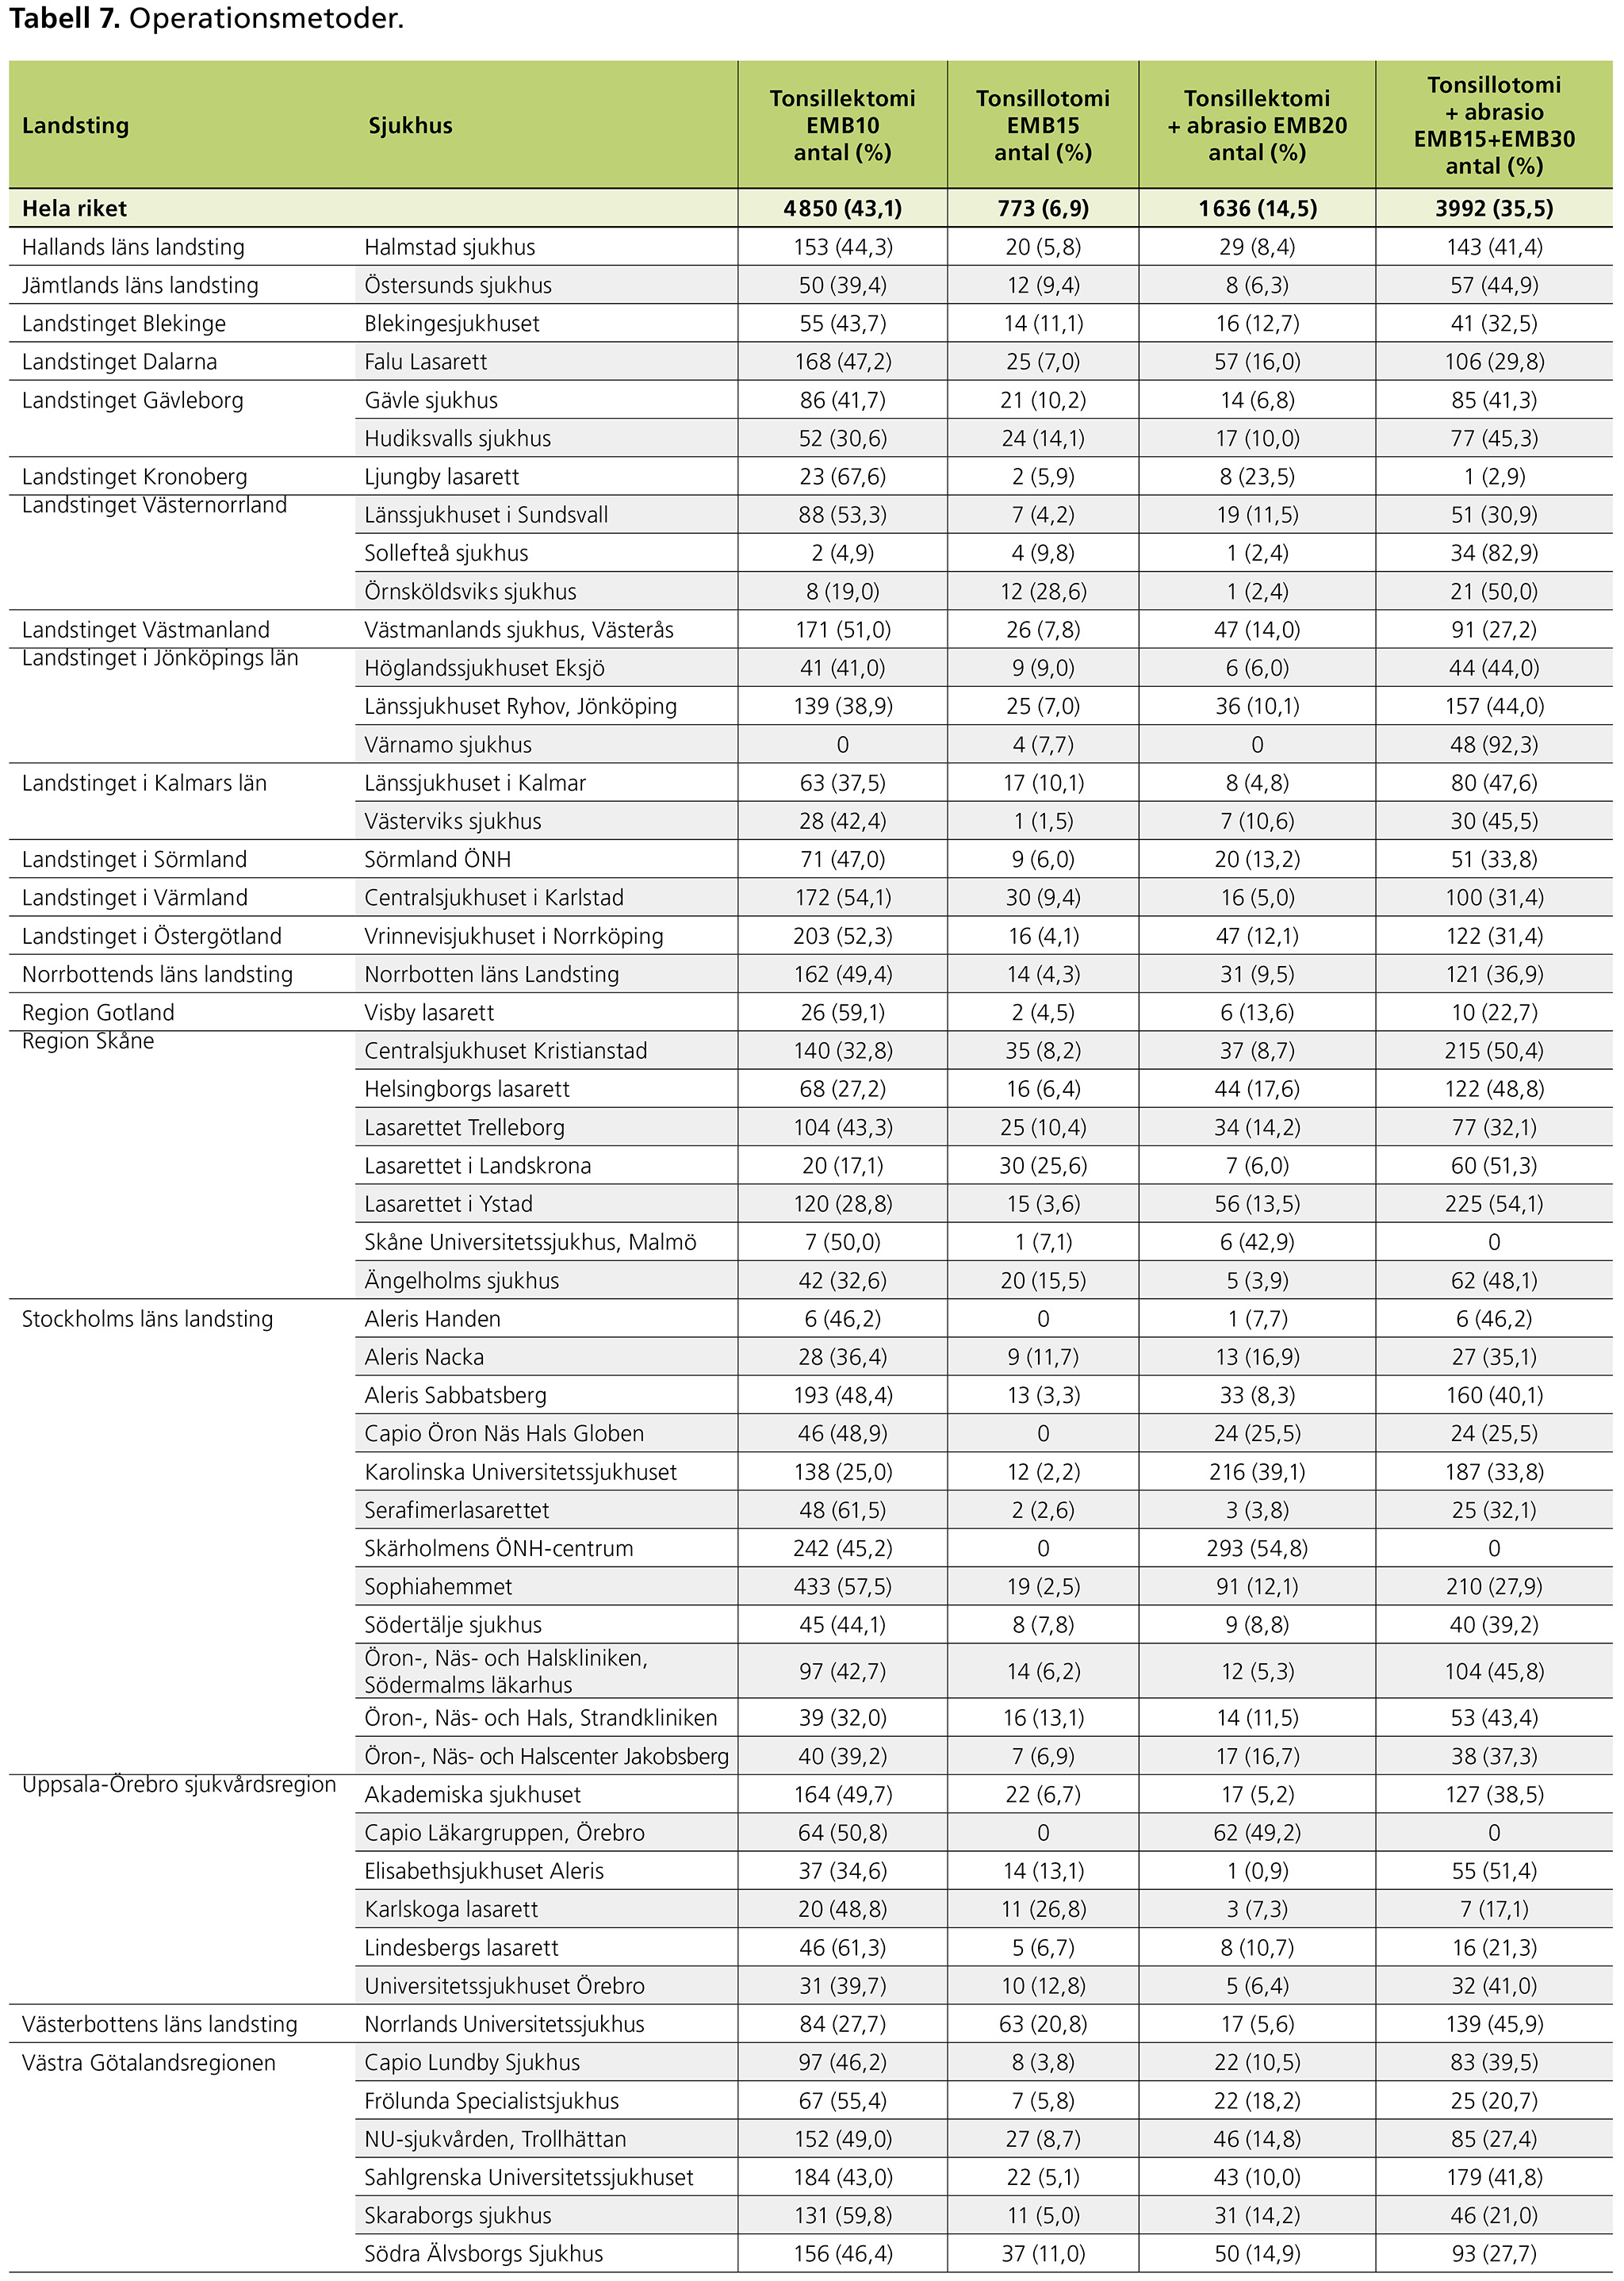 Tabell 7. Operationsmetoder.
Landsting Sjukhus Tonsillektomi EMB10 antal (%) Tonsillotomi EMB15 antal (%) Tonsillektomi + abrasio EMB20 antal (%) Tonsillotomi + abrasio EMB15+EMB30 antal (%)
Hela riket 4850 (43,1) 773 (6,9) 1636 (14,5) 3992 (35,5)
Hallands läns landsting Halmstad sjukhus 153 (44,3) 20 (5,8) 29 (8,4) 143 (41,4)
Jämtlands läns landsting Östersunds sjukhus 50 (39,4) 12 (9,4) 8 (6,3) 57 (44,9)
Landstinget Blekinge Blekingesjukhuset 55 (43,7) 14 (11,1) 16 (12,7) 41 (32,5)
Landstinget Dalarna Falu Lasarett 168 (47,2) 25 (7,0) 57 (16,0) 106 (29,8)
Landstinget Gävleborg Gävle sjukhus 86 (41,7) 21 (10,2) 14 (6,8) 85 (41,3)
Hudiksvalls sjukhus 52 (30,6) 24 (14,1) 17 (10,0) 77 (45,3)
Landstinget Kronoberg Ljungby lasarett 23 (67,6) 2 (5,9) 8 (23,5) 1 (2,9)
Landstinget Västernorrland Länssjukhuset i Sundsvall 88 (53,3) 7 (4,2) 19 (11,5) 51 (30,9)
Sollefteå sjukhus 2 (4,9) 4 (9,8) 1 (2,4) 34 (82,9)
Örnsköldsviks sjukhus 8 (19,0) 12 (28,6) 1 (2,4) 21 (50,0)
Landstinget Västmanland Västmanlands sjukhus, Västerås 171 (51,0) 26 (7,8) 47 (14,0) 91 (27,2)
Landstinget i Jönköpings län Höglandssjukhuset Eksjö 41 (41,0) 9 (9,0) 6 (6,0) 44 (44,0)
Länssjukhuset Ryhov, Jönköping 139 (38,9) 25 (7,0) 36 (10,1) 157 (44,0)
Värnamo sjukhus 0 4 (7,7) 0 48 (92,3)
Landstinget i Kalmars län Länssjukhuset i Kalmar 63 (37,5) 17 (10,1) 8 (4,8) 80 (47,6)
Västerviks sjukhus 28 (42,4) 1 (1,5) 7 (10,6) 30 (45,5)
Landstinget i Sörmland Sörmland ÖNH 71 (47,0) 9 (6,0) 20 (13,2) 51 (33,8)
Landstinget i Värmland Centralsjukhuset i Karlstad 172 (54,1) 30 (9,4) 16 (5,0) 100 (31,4)
Landstinget i Östergötland Vrinnevisjukhuset i Norrköping 203 (52,3) 16 (4,1) 47 (12,1) 122 (31,4)
Norrbottends läns landsting Norrbotten läns Landsting 162 (49,4) 14 (4,3) 31 (9,5) 121 (36,9)
Region Gotland Visby lasarett 26 (59,1) 2 (4,5) 6 (13,6) 10 (22,7)
Region Skåne Centralsjukhuset Kristianstad 140 (32,8) 35 (8,2) 37 (8,7) 215 (50,4)
Helsingborgs lasarett 68 (27,2) 16 (6,4) 44 (17,6) 122 (48,8)
Lasarettet Trelleborg 104 (43,3) 25 (10,4) 34 (14,2) 77 (32,1)
Lasarettet i Landskrona 20 (17,1) 30 (25,6) 7 (6,0) 60 (51,3)
Lasarettet i Ystad 120 (28,8) 15 (3,6) 56 (13,5) 225 (54,1)
Skåne Universitetssjukhus, Malmö 7 (50,0) 1 (7,1) 6 (42,9) 0
Ängelholms sjukhus 42 (32,6) 20 (15,5) 5 (3,9) 62 (48,1)
Stockholms läns landsting Aleris Handen 6 (46,2) 0 1 (7,7) 6 (46,2)
Aleris Nacka 28 (36,4) 9 (11,7) 13 (16,9) 27 (35,1)
Aleris Sabbatsberg 193 (48,4) 13 (3,3) 33 (8,3) 160 (40,1)
Capio Öron Näs Hals Globen 46 (48,9) 0 24 (25,5) 24 (25,5)
Karolinska Universitetssjukhuset 138 (25,0) 12 (2,2) 216 (39,1) 187 (33,8)
Serafimerlasarettet 48 (61,5) 2 (2,6) 3 (3,8) 25 (32,1)
Skärholmens ÖNH-centrum 242 (45,2) 0 293 (54,8) 0
Sophiahemmet 433 (57,5) 19 (2,5) 91 (12,1) 210 (27,9)
Södertälje sjukhus 45 (44,1) 8 (7,8) 9 (8,8) 40 (39,2)
Öron-, Näs- och Halskliniken, Södermalms läkarhus 97 (42,7) 14 (6,2) 12 (5,3) 104 (45,8)
Öron-, Näs- och Hals, Strandkliniken 39 (32,0) 16 (13,1) 14 (11,5) 53 (43,4)
Öron-, Näs- och Halscenter Jakobsberg 40 (39,2) 7 (6,9) 17 (16,7) 38 (37,3)
Uppsala-Örebro sjukvårdsregion Akademiska sjukhuset 164 (49,7) 22 (6,7) 17 (5,2) 127 (38,5)
Capio Läkargruppen, Örebro 64 (50,8) 0 62 (49,2) 0
Elisabethsjukhuset Aleris 37 (34,6) 14 (13,1) 1 (0,9) 55 (51,4)
Karlskoga lasarett 20 (48,8) 11 (26,8) 3 (7,3) 7 (17,1)
Lindesbergs lasarett 46 (61,3) 5 (6,7) 8 (10,7) 16 (21,3)
Universitetssjukhuset Örebro 31 (39,7) 10 (12,8) 5 (6,4) 32 (41,0)
Västerbottens läns landsting Norrlands Universitetssjukhus 84 (27,7) 63 (20,8) 17 (5,6) 139 (45,9)
Västra Götalandsregionen Capio Lundby Sjukhus 97 (46,2) 8 (3,8) 22 (10,5) 83 (39,5)
Frölunda Specialistsjukhus 67 (55,4) 7 (5,8) 22 (18,2) 25 (20,7)
NU-sjukvården, Trollhättan 152 (49,0) 27 (8,7) 46 (14,8) 85 (27,4)
Sahlgrenska Universitetssjukhuset 184 (43,0) 22 (5,1) 43 (10,0) 179 (41,8)
Skaraborgs sjukhus 131 (59,8) 11 (5,0) 31 (14,2) 46 (21,0)
Södra Älvsborgs Sjukhus 156 (46,4) 37 (11,0) 50 (14,9) 93 (27,7)